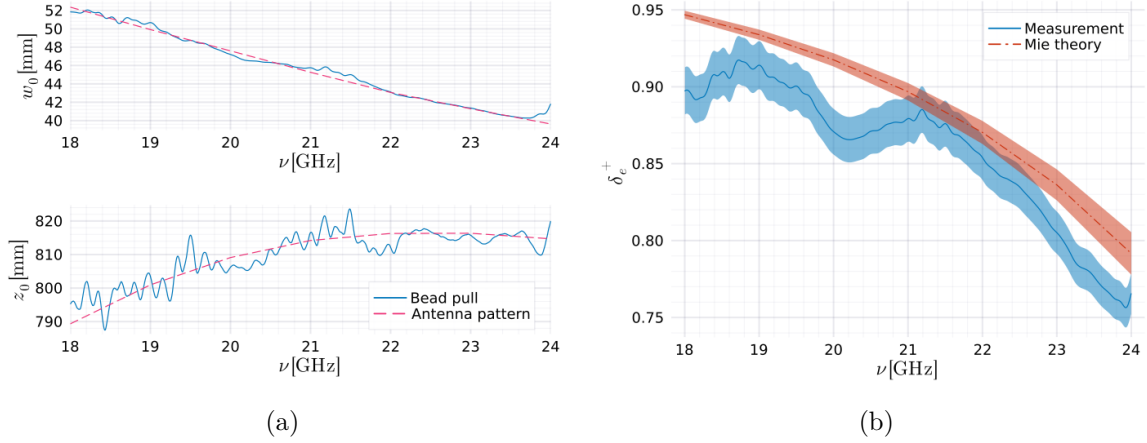 52
50
48
46
44
42
40
w₀[mm]
18 19 20 21 22 23 24
ν[GHz]
820
810
800
790
z₀[mm]
Bead pull
Antenna pattern
18 19 20 21 22 23 24
ν[GHz]
(a)
0.95
0.90
0.85
0.80
0.75
δₑ⁺
Measurement
Mie theory
18 19 20 21 22 23 24
ν[GHz]
(b)